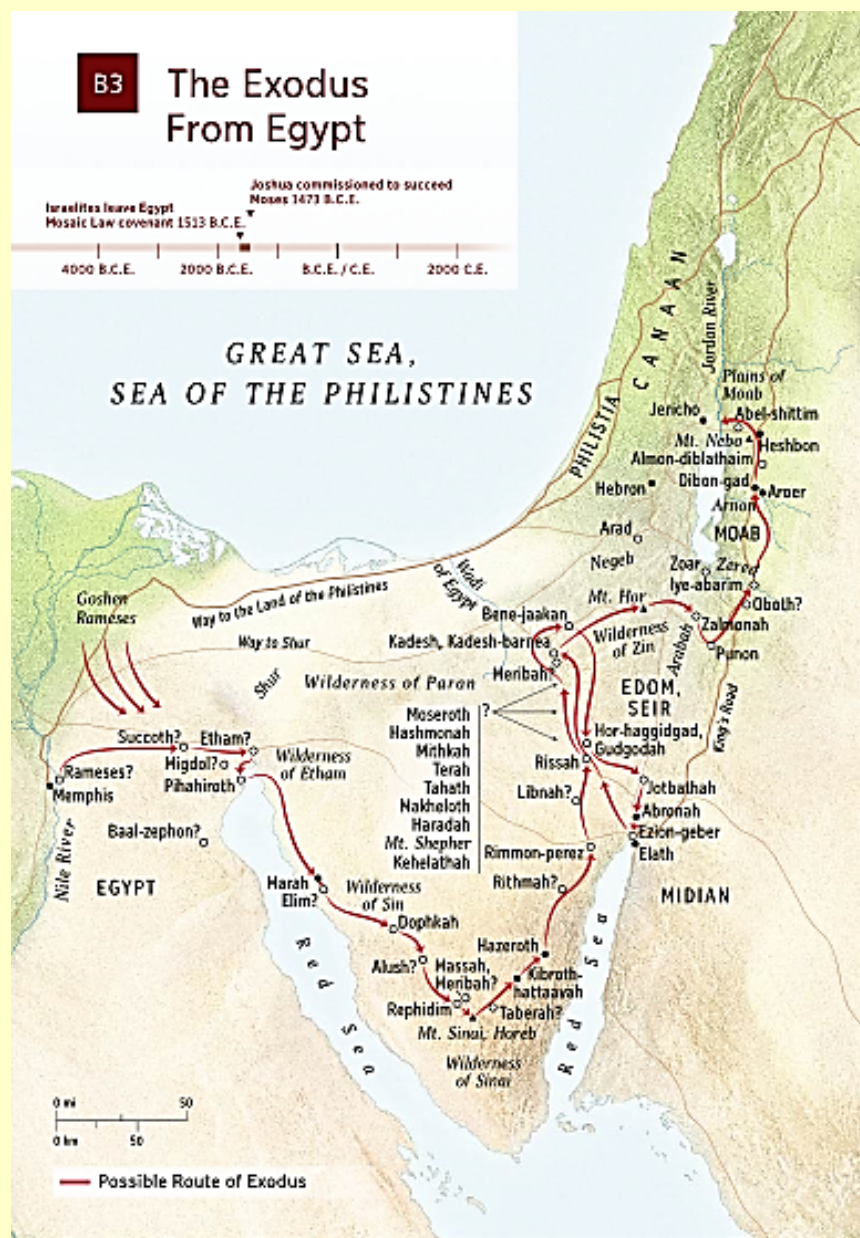 B3
The Exodus
From Egypt
Joshua commissioned to succeed
Moses 1473 B.C.E.
Israelites leave Egypt
Mosaic Law covenant 1513 B.C.E.
4000 B.C.E.
2000 B.C.E.
B.C.E. / C.E.
2000 C.E.
GREAT SEA,
SEA OF THE PHILISTINES
CANAAN
Jordan River
PHILISTIA
Plains of
Moab
Jericho
Abel-shittim
Mt. Nebo
Heshbon
Almon-diblathaim
Hebron
Dibon-gad
Aroer
Arnon
Arad
MOAB
Negeb
Zoar
Zered
Iye-abarim
Oboth?
Wadi
of Egypt
Goshen
Rameses
Way to the Land of the Philistines
Way to Shur
Shur
Bene-jaakan
Mt. Hor
Zalmonah
Kadesh, Kadesh-barnea
Wilderness
of Zin
Arabah
Punon
Meribah?
Wilderness of Paran
EDOM,
SEIR
King's Road
Moseroth
Hashmonah
Mithkah
Terah
Tahath
Makheloth
Haradah
Mt. Shepher
Kehelathah
?
Hor-haggidgad,
Gudgodah
Rissah
Jotbathah
Libnah?
Abronah
Ezion-geber
Elath
Rimmon-perez
Rithmah?
MIDIAN
Succoth?
Etham?
Higdol?
Pihahiroth
Wilderness
of Etham
Rameses?
Memphis
Baal-zephon?
Nile River
EGYPT
Marah
Elim?
Wilderness
of Sin
Dophkah
Red Sea
Alush?
Massah,
Meribah?
Hazeroth
Kibroth-
hattaavah
Rephidim
Taberah?
Mt. Sinai, Horeb
Wilderness
of Sinai
Red Sea
0 mi
50
0 km
50
Possible Route of Exodus